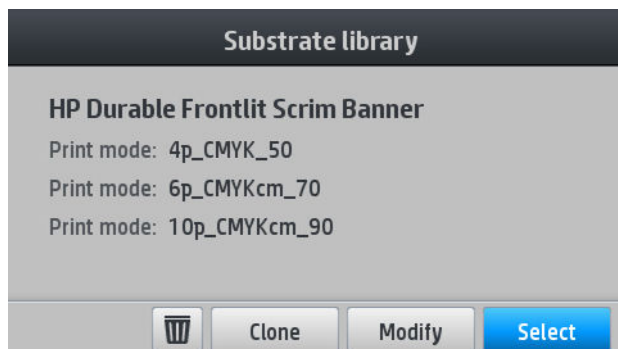 Substrate library
HP Durable Frontlit Scrim Banner
Print mode: 4p_CMYK_50
Print mode: 6p_CMYKcm_70
Print mode: 10p_CMYKcm_90
Clone Modify Select